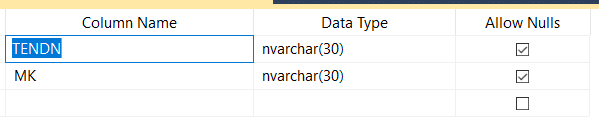 Column Name Data Type Allow Nulls
TENDN nvarchar(30)
MK nvarchar(30)